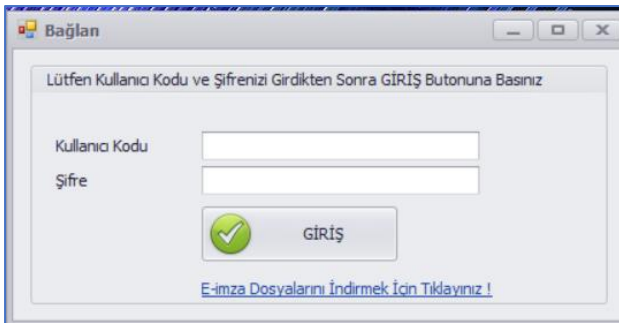 Bağlan
Lütfen Kullanıcı Kodu ve Şifrenizi Girdikten Sonra GİRİŞ Butonuna Basınız
Kullanıcı Kodu
Şifre
GİRİŞ
E-imza Dosyalarını İndirmek İçin Tıklayınız !